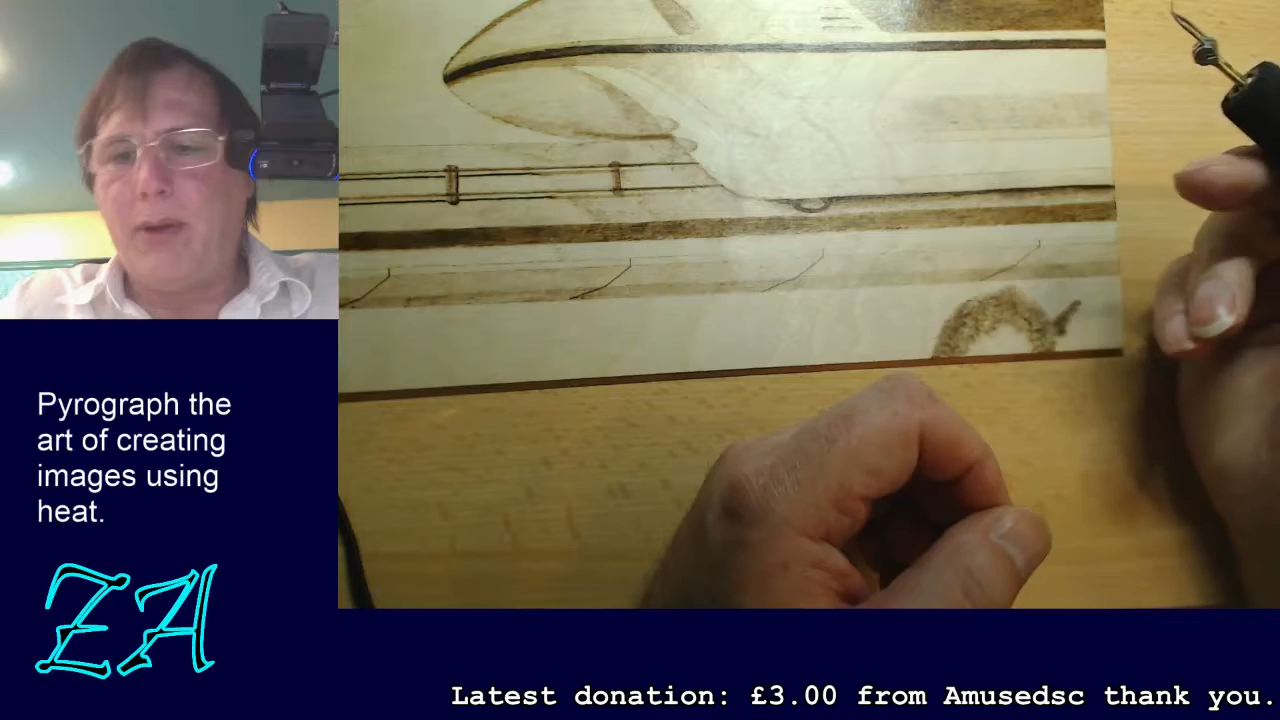 Pyrograph the
art of creating
images using
heat.
ZA
Latest donation: £3.00 from Amusedsc thank you.